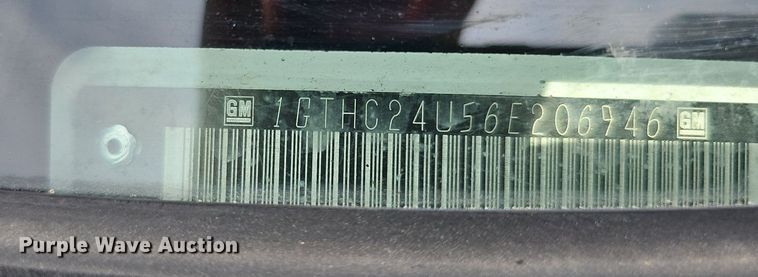 GM 1GTHC24U56E206946 GM
Purple Wave Auction